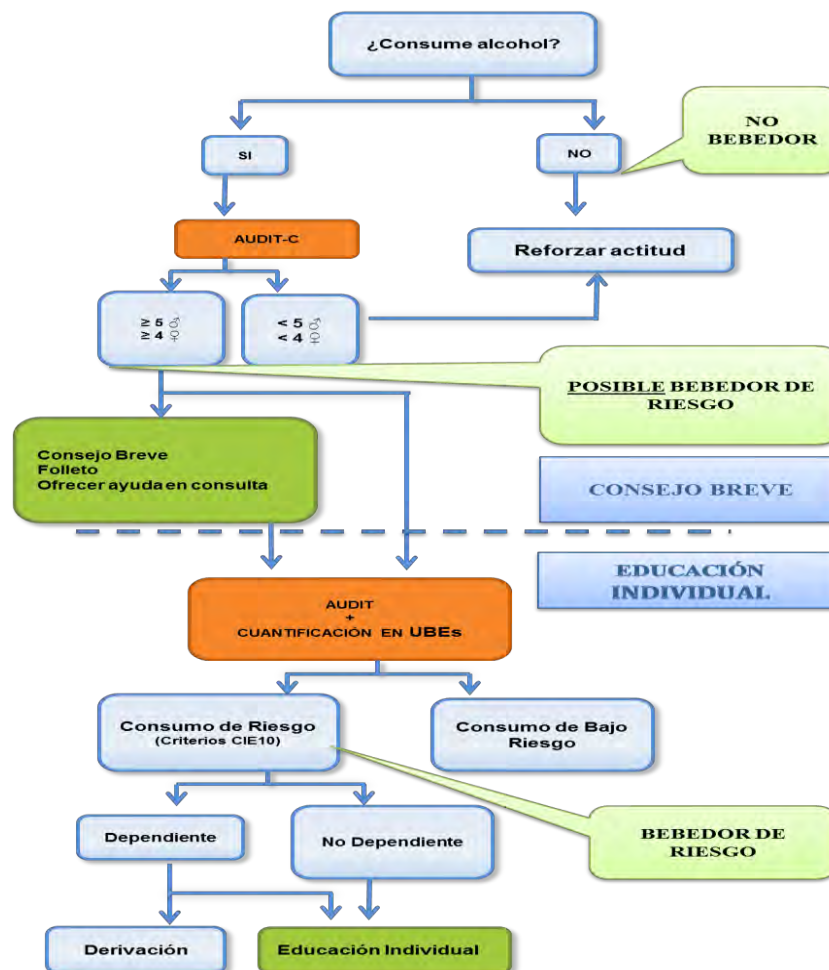 ¿Consume alcohol?
NO
BEBEDOR
SI
NO
AUDIT-C
Reforzar actitud
≥ 5
≥ 4
< 5
< 4
POSIBLE BEBEDOR DE
RIESGO
Consejo Breve
Folleto
Ofrecer ayuda en consulta
CONSEJO BREVE
EDUCACIÓN
INDIVIDUAL
AUDIT
+
CUANTIFICACIÓN EN UBEs
Consumo de Riesgo
(Criterios CIE10)
Consumo de Bajo
Riesgo
Dependiente
No Dependiente
BEBEDOR DE
RIESGO
Derivación
Educación Individual